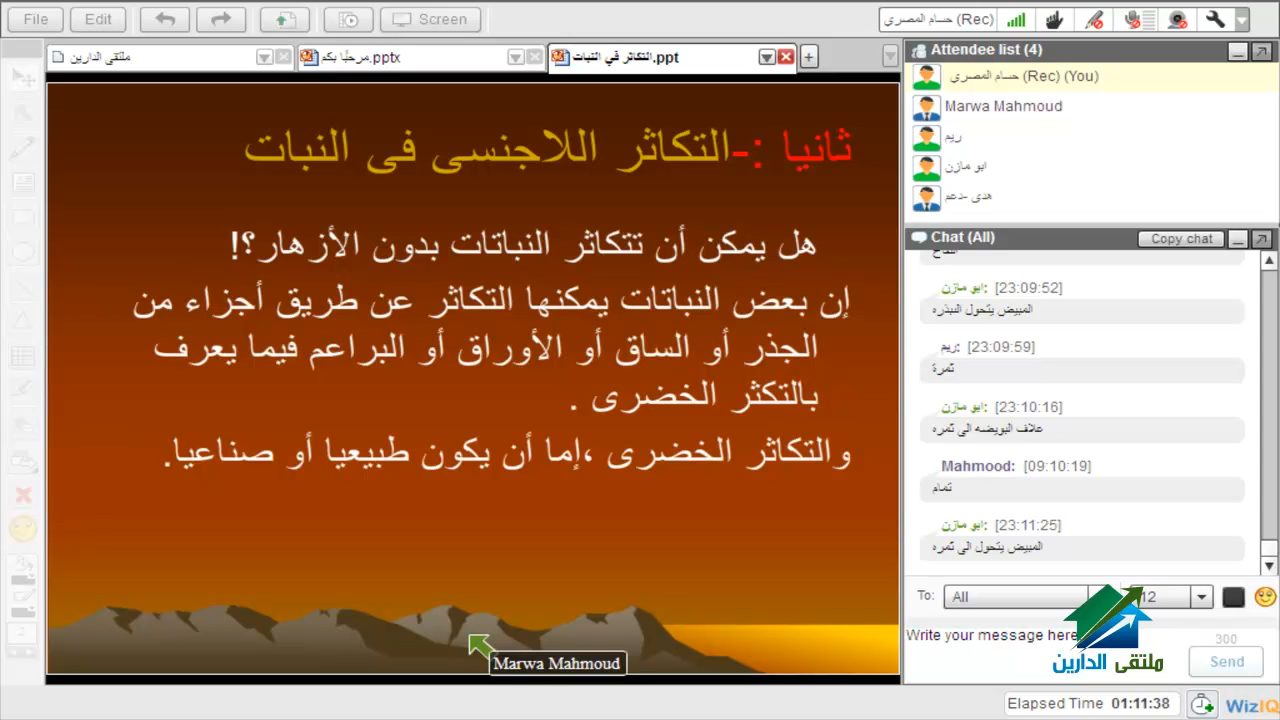 File
Edit
Screen
حسام المصري (Rec)
ملتقى الدارين
مرحبًا بكم.pptx
التكاثر في النبات.ppt
ثانيا :-التكاثر اللاجنسى فى النبات
هل يمكن أن تتكاثر النباتات بدون الأزهار؟!
إن بعض النباتات يمكنها التكاثر عن طريق أجزاء من
الجذر أو الساق أو الأوراق أو البراعم فيما يعرف
بالتكثر الخضرى .
والتكاثر الخضرى ،إما أن يكون طبيعيا أو صناعيا.
Marwa Mahmoud
Attendee list (4)
حسام المصري (Rec) (You)
Marwa Mahmoud
ريم
ابو مازن
هدى -دعم
Chat (All)
Copy chat
ابو مازن: [23:09:52]
المبيض يتحول النبذره
ريم: [23:09:59]
ثمرة
ابو مازن: [23:10:16]
علاف البويضه الى ثمره
Mahmood: [09:10:19]
تمام
ابو مازن: [23:11:25]
المبيض يتحول الى ثمره
To:
All
12
Write your message here
300
Send
ملتقى الدارين
Elapsed Time 01:11:38
WizIQ